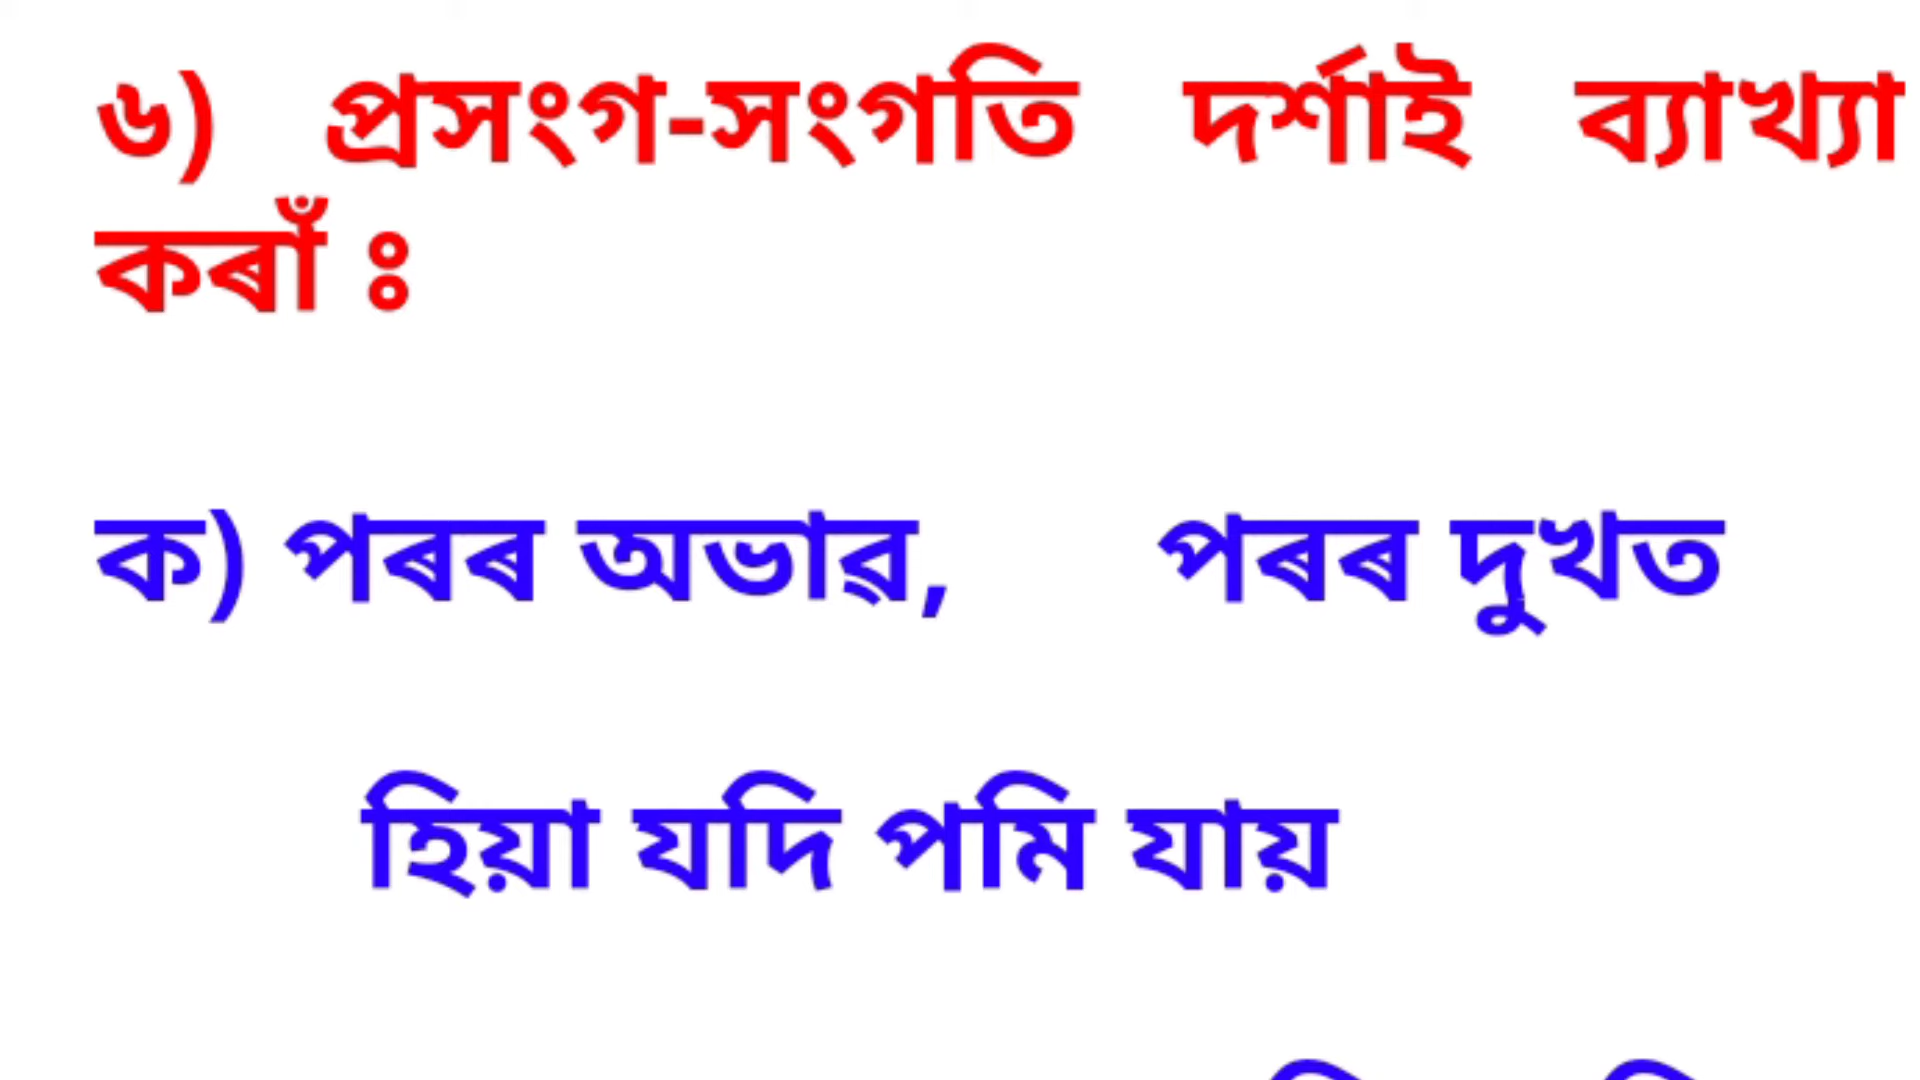 ৬) প্ৰসংগ-সংগতি দৰ্শাই ব্যাখ্যা
কৰাঁ ঃ
ক) পৰৰ অভাৱ, পৰৰ দুখত
হিয়া যদি পমি যায়